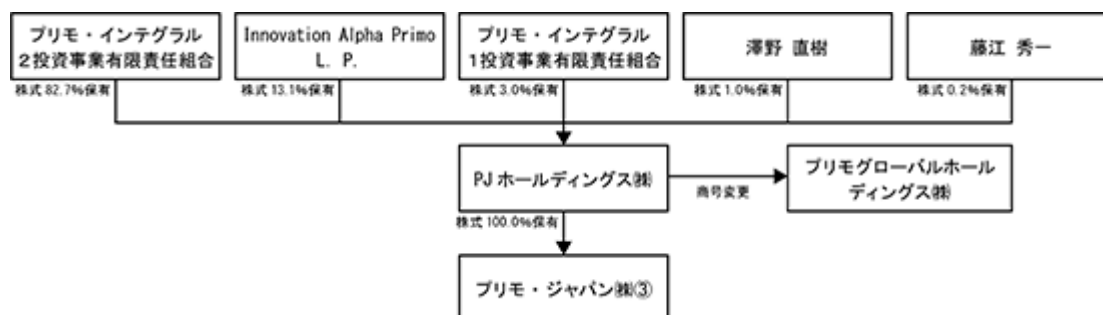 プリモ・インテグラル
2投資事業有限責任組合
Innovation Alpha Primo
L. P.
プリモ・インテグラル
1投資事業有限責任組合
澤野 直樹
藤江 秀一
株式 82.7%保有
株式 13.1%保有
株式 3.0%保有
株式 1.0%保有
株式 0.2%保有
PJホールディングス㈱
商号変更
プリモグローバルホール
ディングス㈱
株式 100.0%保有
プリモ・ジャパン㈱③